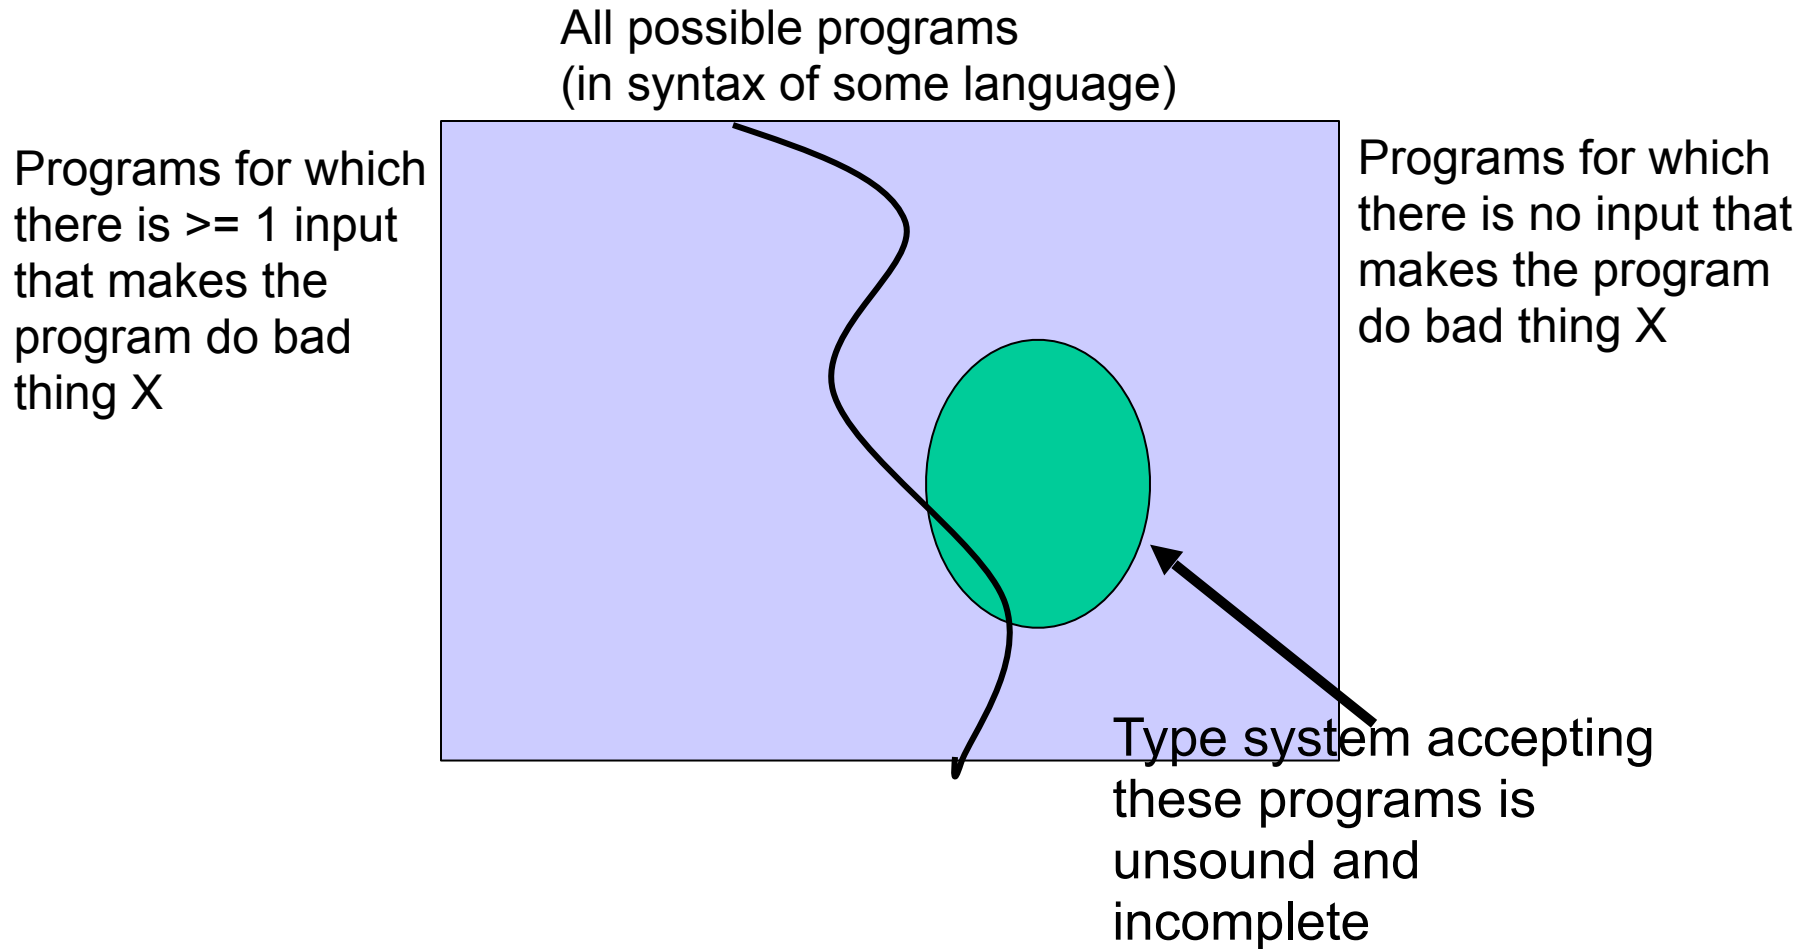 All possible programs
(in syntax of some language)
Programs for which
there is >= 1 input
that makes the
program do bad
thing X
Programs for which
there is no input that
makes the program
do bad thing X
Type system accepting
these programs is
unsound and
incomplete